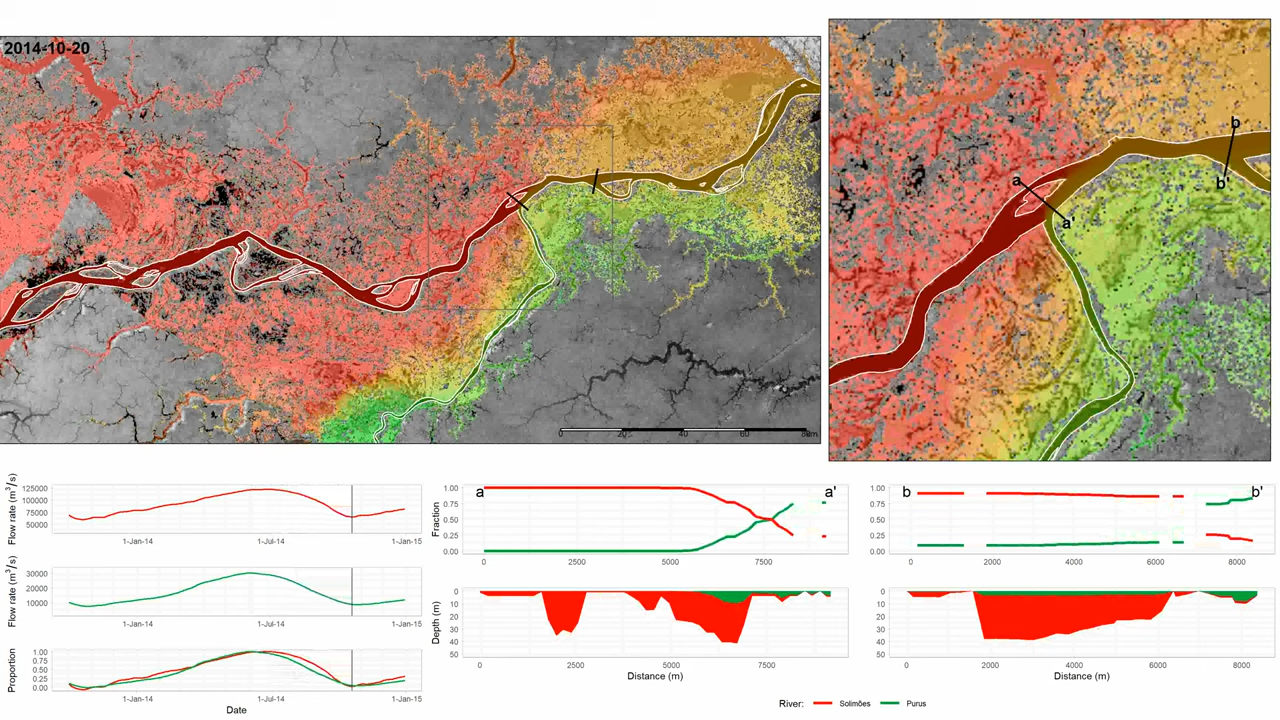 2014-10-20
0 20 40 60 80km
a
a'
b
b'
Flow rate (m³/s)
125000
100000
75000
50000
1-Jan-14 1-Jul-14 1-Jan-15
Flow rate (m³/s)
30000
20000
10000
1-Jan-14 1-Jul-14 1-Jan-15
Proportion
1.00
0.75
0.50
0.25
0.00
1-Jan-14 1-Jul-14 1-Jan-15
Date
Fraction
a a'
1.00
0.75
0.50
0.25
0.00
0 2500 5000 7500
Depth (m)
0
10
20
30
40
50
0 2500 5000 7500
Distance (m)
b b'
1.00
0.75
0.50
0.25
0.00
0 2000 4000 6000 8000
0
10
20
30
40
50
0 2000 4000 6000 8000
Distance (m)
River: Solimões Purus